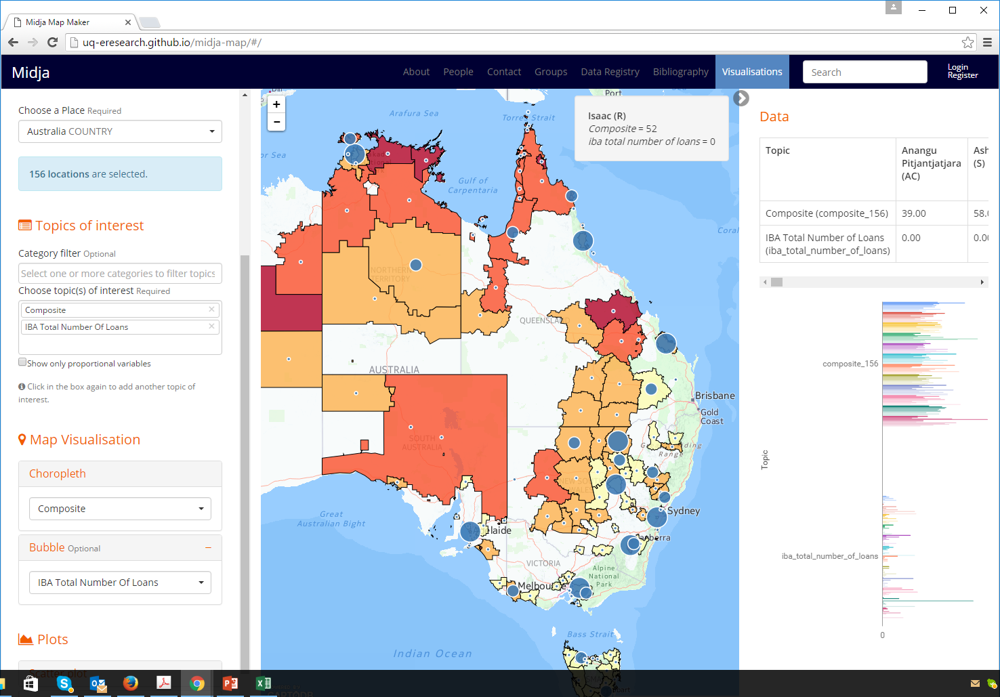 Midja Map Maker
uq-eresearch.github.io/midja-map/#/
Midja
About
People
Contact
Groups
Data Registry
Bibliography
Visualisations
Search
Login
Register
Choose a Place Required
Australia COUNTRY
156 locations are selected.
Topics of interest
Category filter Optional
Select one or more categories to filter topics
Choose topic(s) of interest Required
Composite
IBA Total Number Of Loans
Show only proportional variables
Click in the box again to add another topic of
interest.
Map Visualisation
Choropleth
Composite
Bubble Optional
IBA Total Number Of Loans
Plots
Scatter plot
+
−
Arafura Sea
Torres Strait
Port
Gulf of
Carpentaria
Coral
NORTHERN
TERRITORY
QUEENSLAND
AUSTRALIA
Brisbane
Gold
Coast
Range
SOUTH
AUSTRALIA
Great
Australian Bight
Sydney
VICTORIA
Alpine
National
Park
Bass Strait
Indian Ocean
Isaac (R)
Composite = 52
iba total number of loans = 0
Data
Topic
Anangu
Pitjantjatjara
(AC)
Ash
(S)
Composite (composite_156)
39.00
58.0
IBA Total Number of Loans
(iba_total_number_of_loans)
0.00
0.00
composite_156
Topic
iba_total_number_of_loans
0